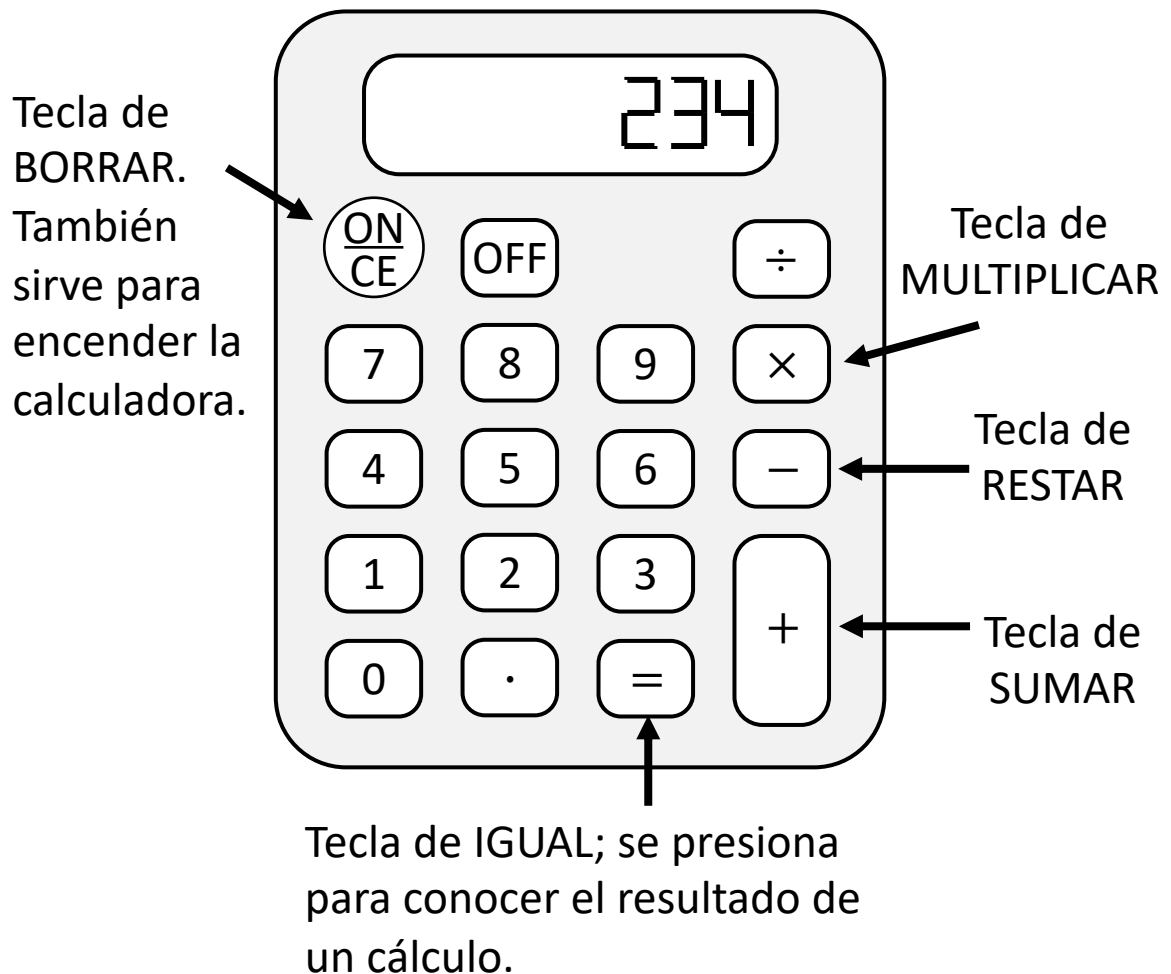 234
Tecla de
BORRAR.
También
sirve para
encender la
calculadora.
ON
CE
OFF
÷
Tecla de
MULTIPLICAR
7 8 9 ×
4 5 6 −
Tecla de
RESTAR
1 2 3
+
Tecla de
SUMAR
0 · =
Tecla de IGUAL; se presiona
para conocer el resultado de
un cálculo.